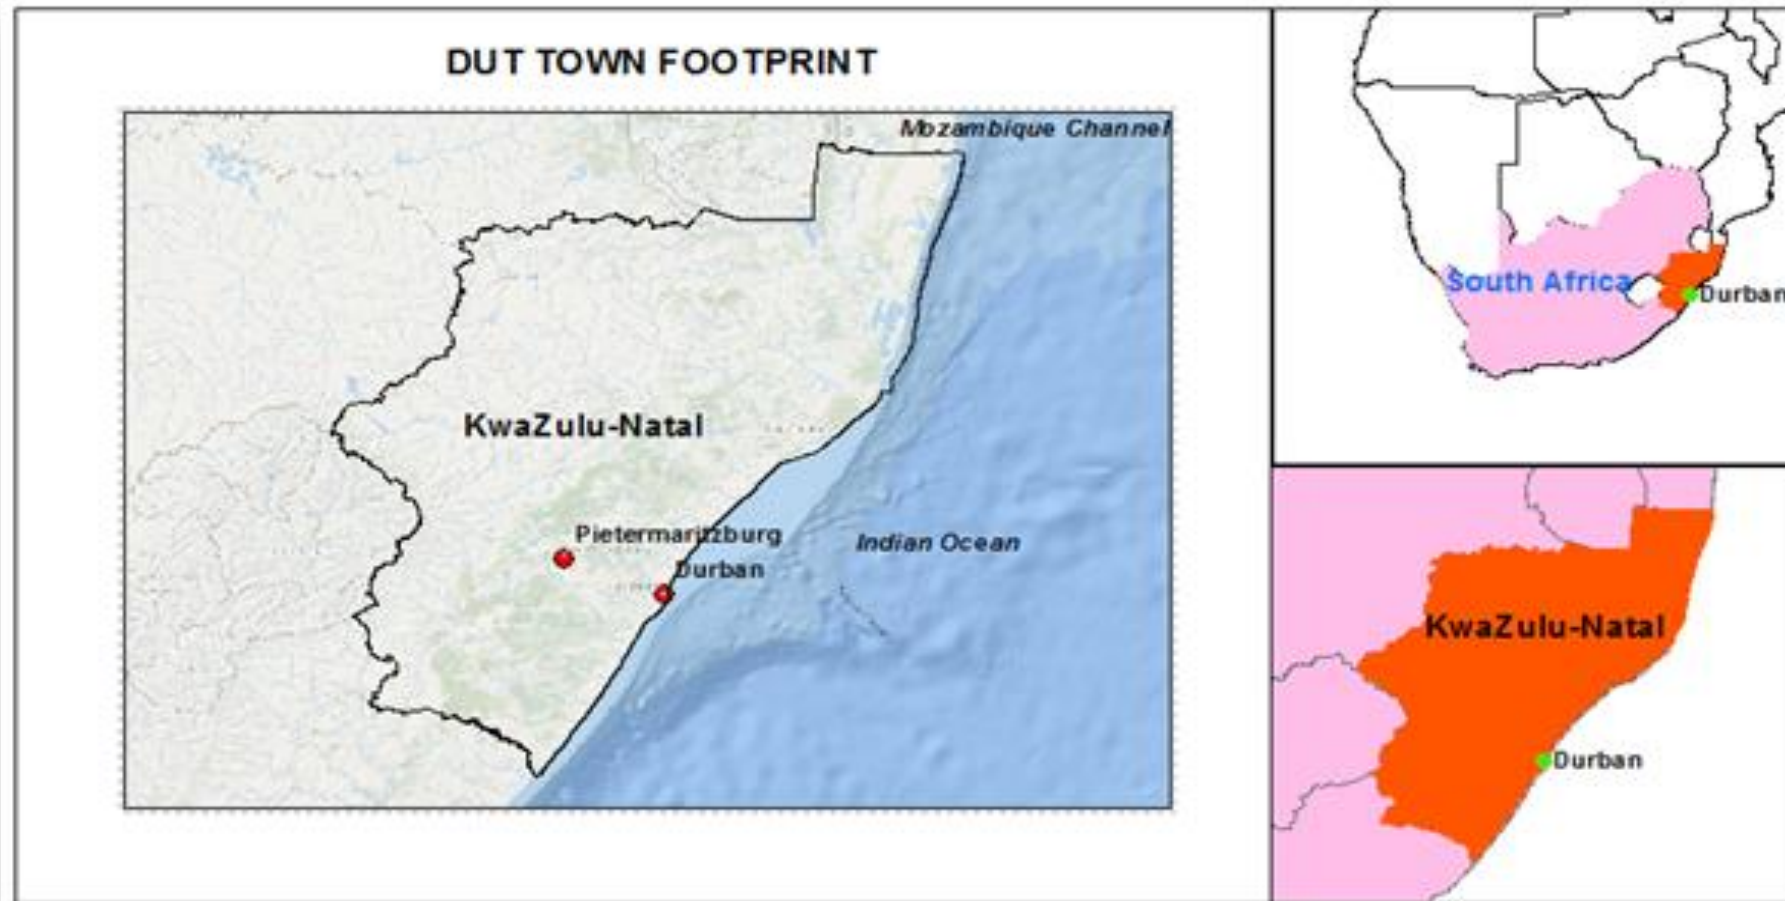 DUT TOWN FOOTPRINT
Mozambique Channel
KwaZulu-Natal
Pietermaritzburg
Durban
Indian Ocean
South Africa
Durban
KwaZulu-Natal
Durban